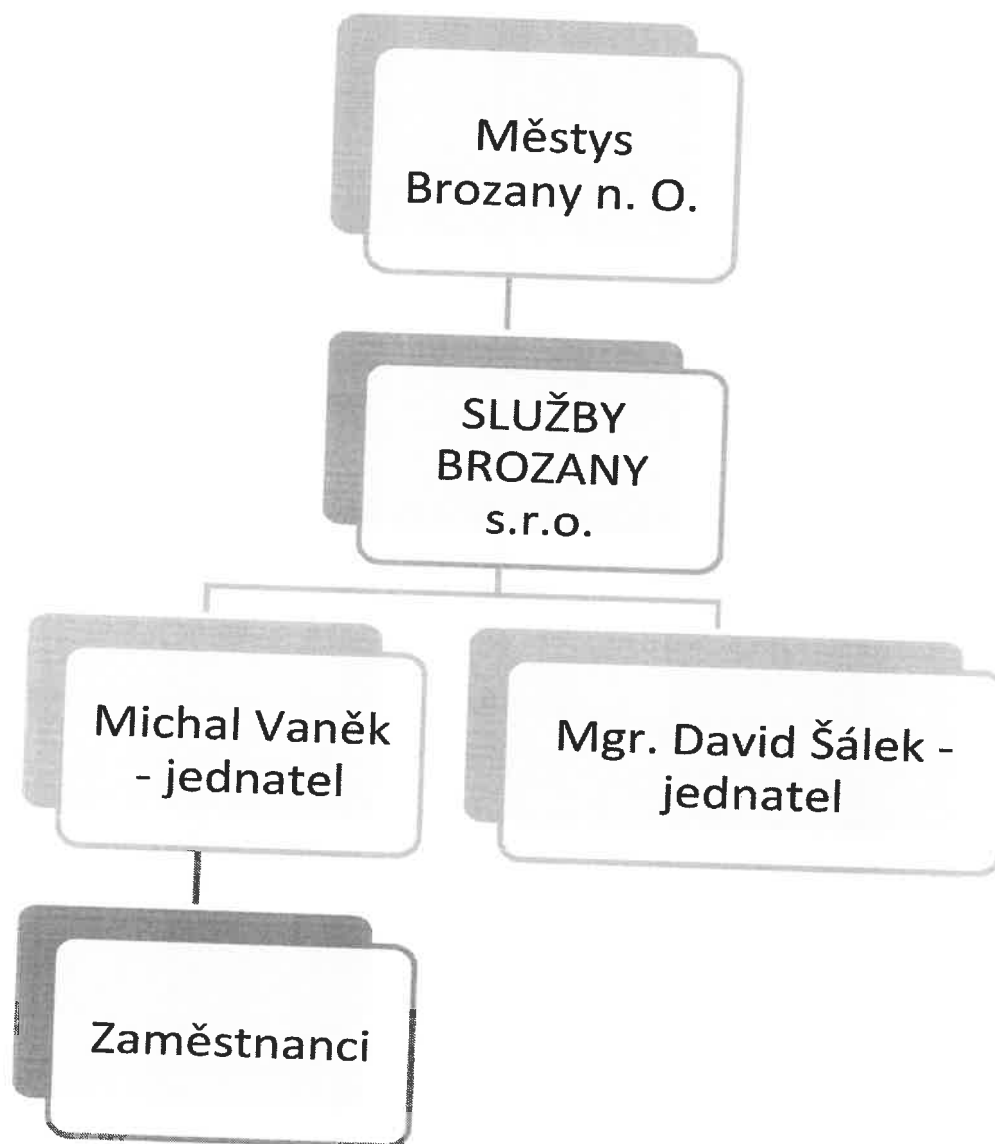 Městys
Brozany n. O.
SLUŽBY
BROZANY
s.r.o.
Michal Vaněk
- jednatel
Mgr. David Šálek -
jednatel
Zaměstnanci